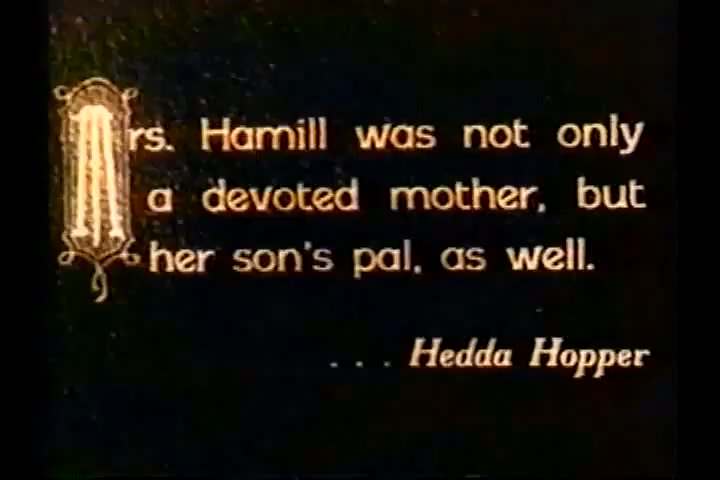 Mrs. Hamill was not only
a devoted mother, but
her son's pal, as well.
. . . Hedda Hopper